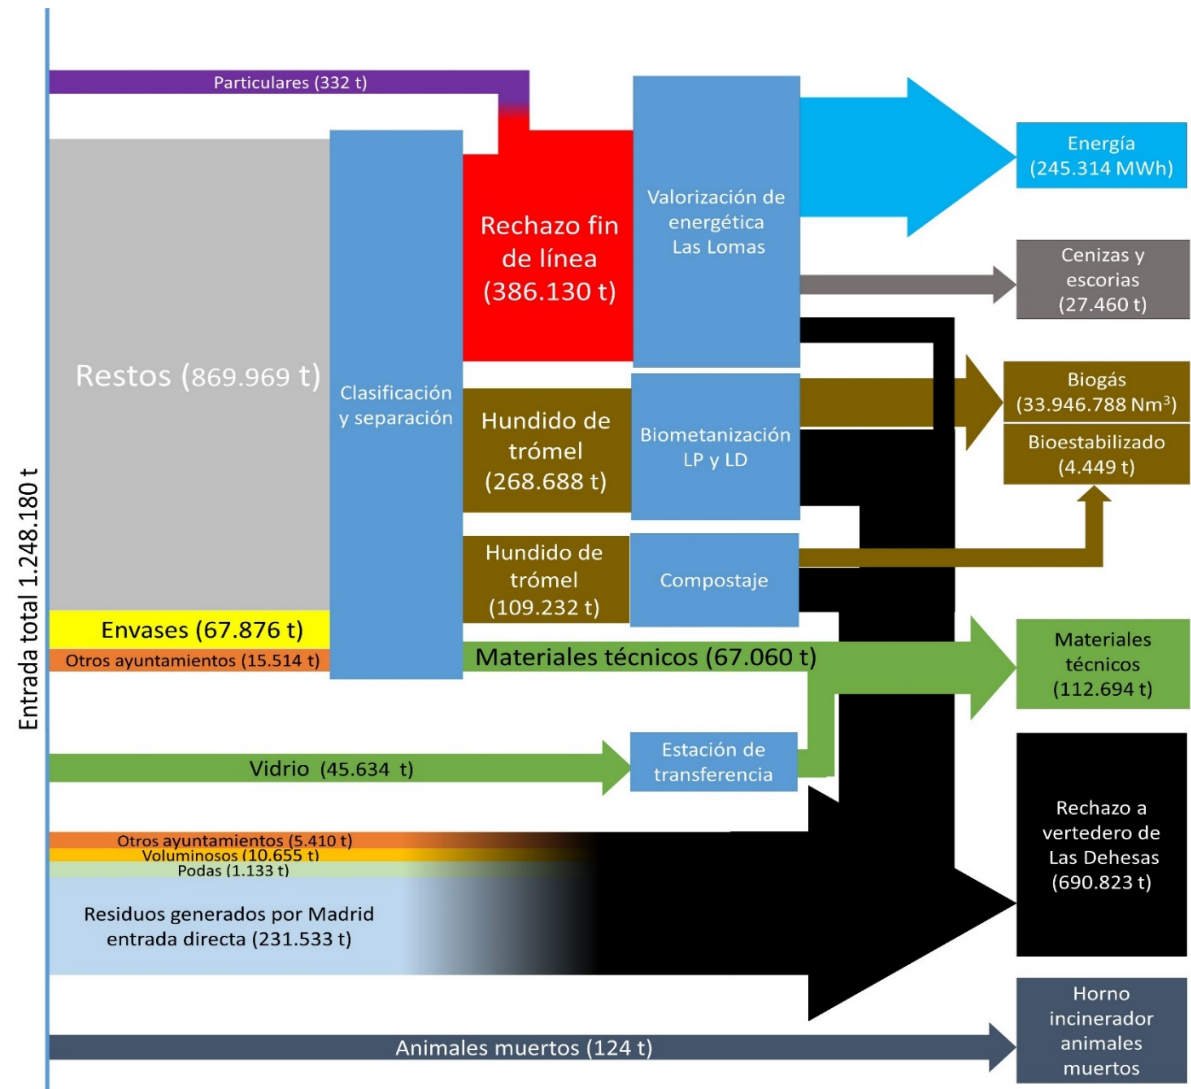 Entrada total 1.248.180 t
Particulares (332 t)
Restos (869.969 t)
Envases (67.876 t)
Otros ayuntamientos (15.514 t)
Vidrio (45.634 t)
Otros ayuntamientos (5.410 t)
Voluminosos (10.655 t)
Podas (1.133 t)
Residuos generados por Madrid
entrada directa (231.533 t)
Animales muertos (124 t)
Clasificación
y separación
Rechazo fin
de línea
(386.130 t)
Hundido de
trómel
(268.688 t)
Hundido de
trómel
(109.232 t)
Materiales técnicos (67.060 t)
Valorización de
energética
Las Lomas
Biometanización
LP y LD
Compostaje
Estación de
transferencia
Energía
(245.314 MWh)
Cenizas y
escorias
(27.460 t)
Biogás
(33.946.788 Nm³)
Bioestabilizado
(4.449 t)
Materiales
técnicos
(112.694 t)
Rechazo a
vertedero de
Las Dehesas
(690.823 t)
Horno
incinerador
animales
muertos